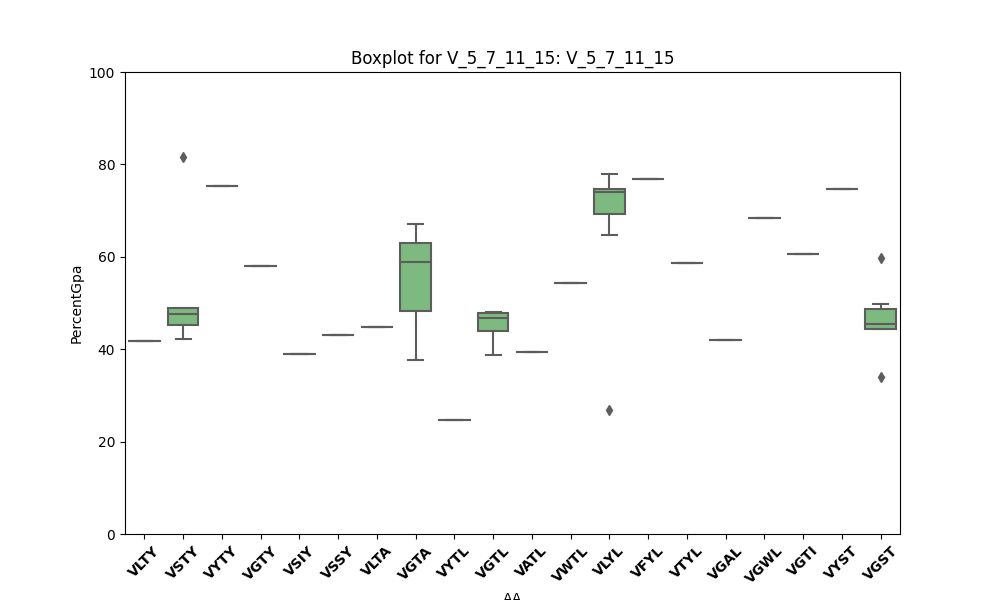 Boxplot for V_5_7_11_15: V_5_7_11_15
100
80
60
40
20
0
PercentGpa
VLTY VSTY VYTY VGTY VSIY VSSY VLTA VGTA VYTL VGTL VATL VWTL VLYL VFYL VTYL VGAL VGWL VGTI VYST VGST
AA